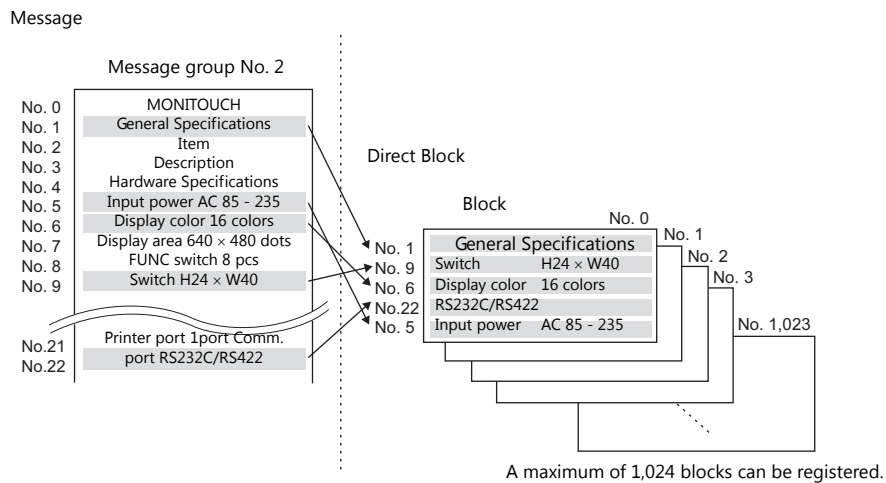 Message
Message group No. 2
No. 0 MONITOUCH
No. 1 General Specifications
No. 2 Item
No. 3 Description
No. 4 Hardware Specifications
No. 5 Input power AC 85 - 235
No. 6 Display color 16 colors
No. 7 Display area 640 × 480 dots
No. 8 FUNC switch 8 pcs
No. 9 Switch H24 × W40
No.21 Printer port 1port Comm.
No.22 port RS232C/RS422
Direct Block
Block
No. 0
No. 1
No. 2
No. 3
No. 1,023
No. 1 General Specifications
No. 9 Switch H24 × W40
No. 6 Display color 16 colors
No.22 RS232C/RS422
No. 5 Input power AC 85 - 235
A maximum of 1,024 blocks can be registered.